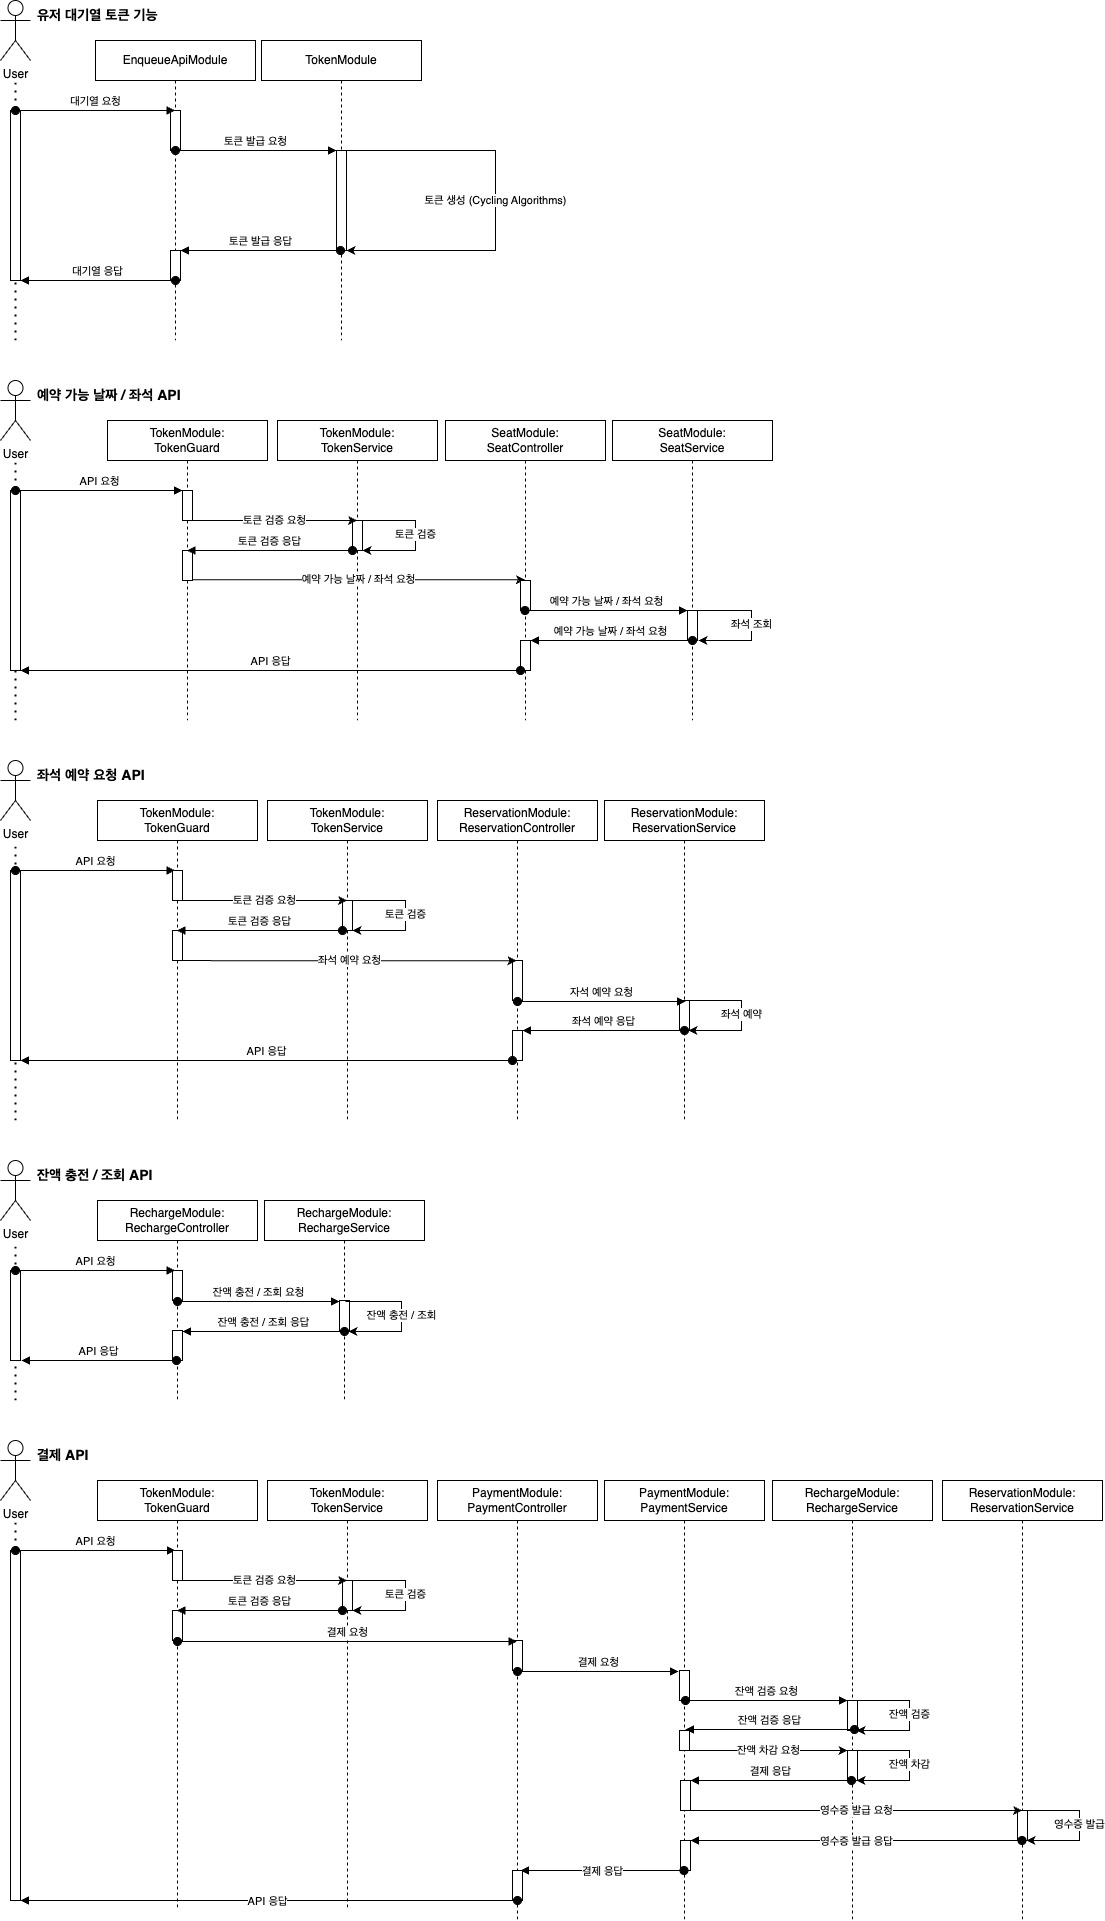 유저 대기열 토큰 기능
EnqueueApiModule
TokenModule
User
대기열 요청
토큰 발급 요청
토큰 생성 (Cycling Algorithms)
토큰 발급 응답
대기열 응답
예약 가능 날짜 / 좌석 API
TokenModule:
TokenGuard
TokenModule:
TokenService
SeatModule:
SeatController
SeatModule:
SeatService
User
API 요청
토큰 검증 요청
토큰 검증
토큰 검증 응답
예약 가능 날짜 / 좌석 요청
예약 가능 날짜 / 좌석 요청
좌석 조회
예약 가능 날짜 / 좌석 요청
API 응답
좌석 예약 요청 API
TokenModule:
TokenGuard
TokenModule:
TokenService
ReservationModule:
ReservationController
ReservationModule:
ReservationService
User
API 요청
토큰 검증 요청
토큰 검증
토큰 검증 응답
좌석 예약 요청
자석 예약 요청
좌석 예약
좌석 예약 응답
API 응답
잔액 충전 / 조회 API
RechargeModule:
RechargeController
RechargeModule:
RechargeService
User
API 요청
잔액 충전 / 조회 요청
잔액 충전 / 조회
잔액 충전 / 조회 응답
API 응답
결제 API
TokenModule:
TokenGuard
TokenModule:
TokenService
PaymentModule:
PaymentController
PaymentModule:
PaymentService
RechargeModule:
RechargeService
ReservationModule:
ReservationService
User
API 요청
토큰 검증 요청
토큰 검증
토큰 검증 응답
결제 요청
결제 요청
잔액 검증 요청
잔액 검증
잔액 검증 응답
잔액 차감 요청
잔액 차감
결제 응답
영수증 발급 요청
영수증 발급
영수증 발급 응답
결제 응답
API 응답